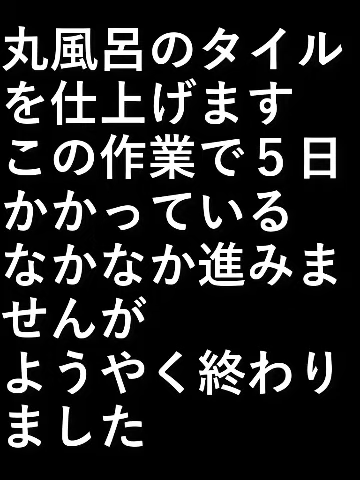 丸風呂のタイル
を仕上げます
この作業で５日
かかっている
なかなか進みま
せんが
ようやく終わり
ました